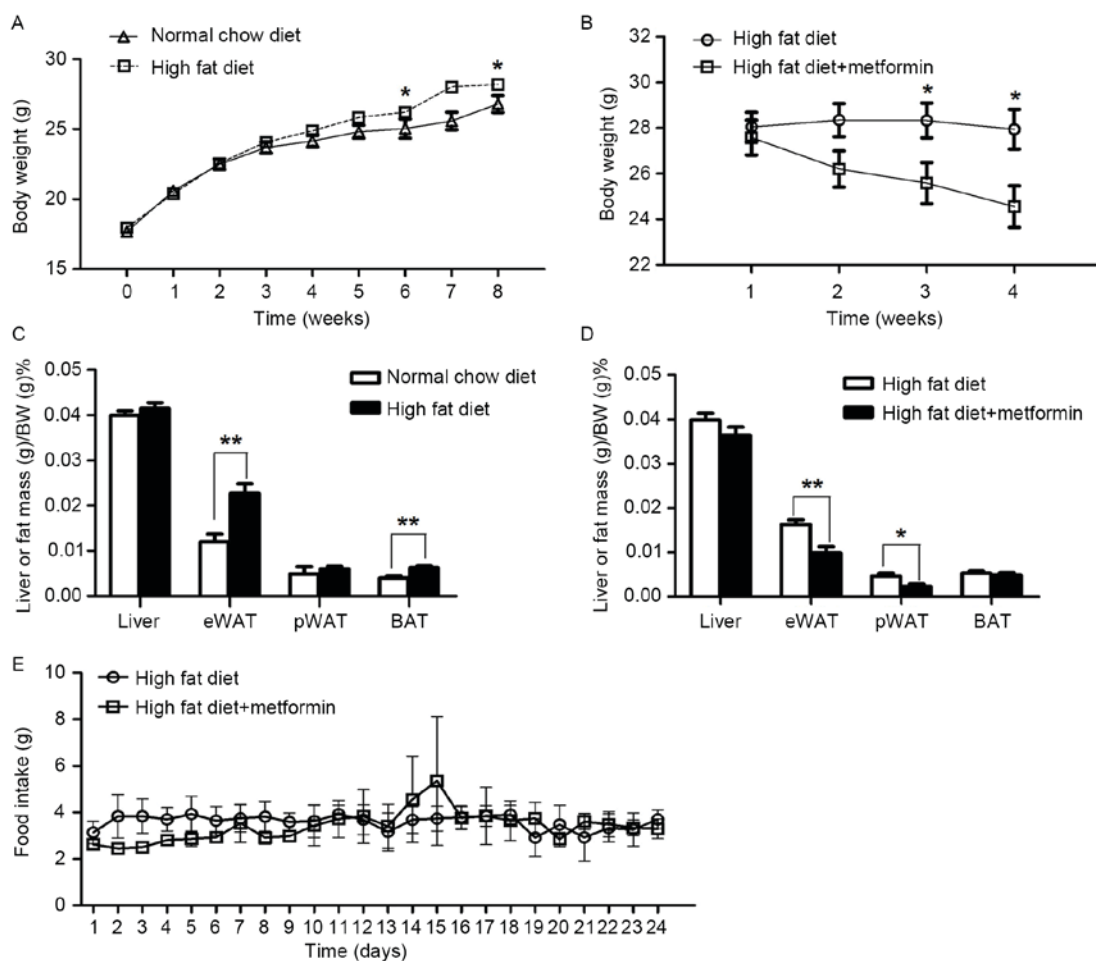 A
Normal chow diet
High fat diet
30
25
20
15
Body weight (g)
*
*
0 1 2 3 4 5 6 7 8
Time (weeks)
B
High fat diet
High fat diet+metformin
32
30
28
26
24
22
Body weight (g)
*
*
1 2 3 4
Time (weeks)
C
Normal chow diet
High fat diet
0.05
0.04
0.03
0.02
0.01
0.00
Liver or fat mass (g)/BW (g)%
**
**
Liver eWAT pWAT BAT
D
High fat diet
High fat diet+metformin
0.05
0.04
0.03
0.02
0.01
0.00
Liver or fat mass (g)/BW (g)%
**
*
Liver eWAT pWAT BAT
E
High fat diet
High fat diet+metformin
10
8
6
4
2
0
Food intake (g)
1 2 3 4 5 6 7 8 9 10 11 12 13 14 15 16 17 18 19 20 21 22 23 24
Time (days)